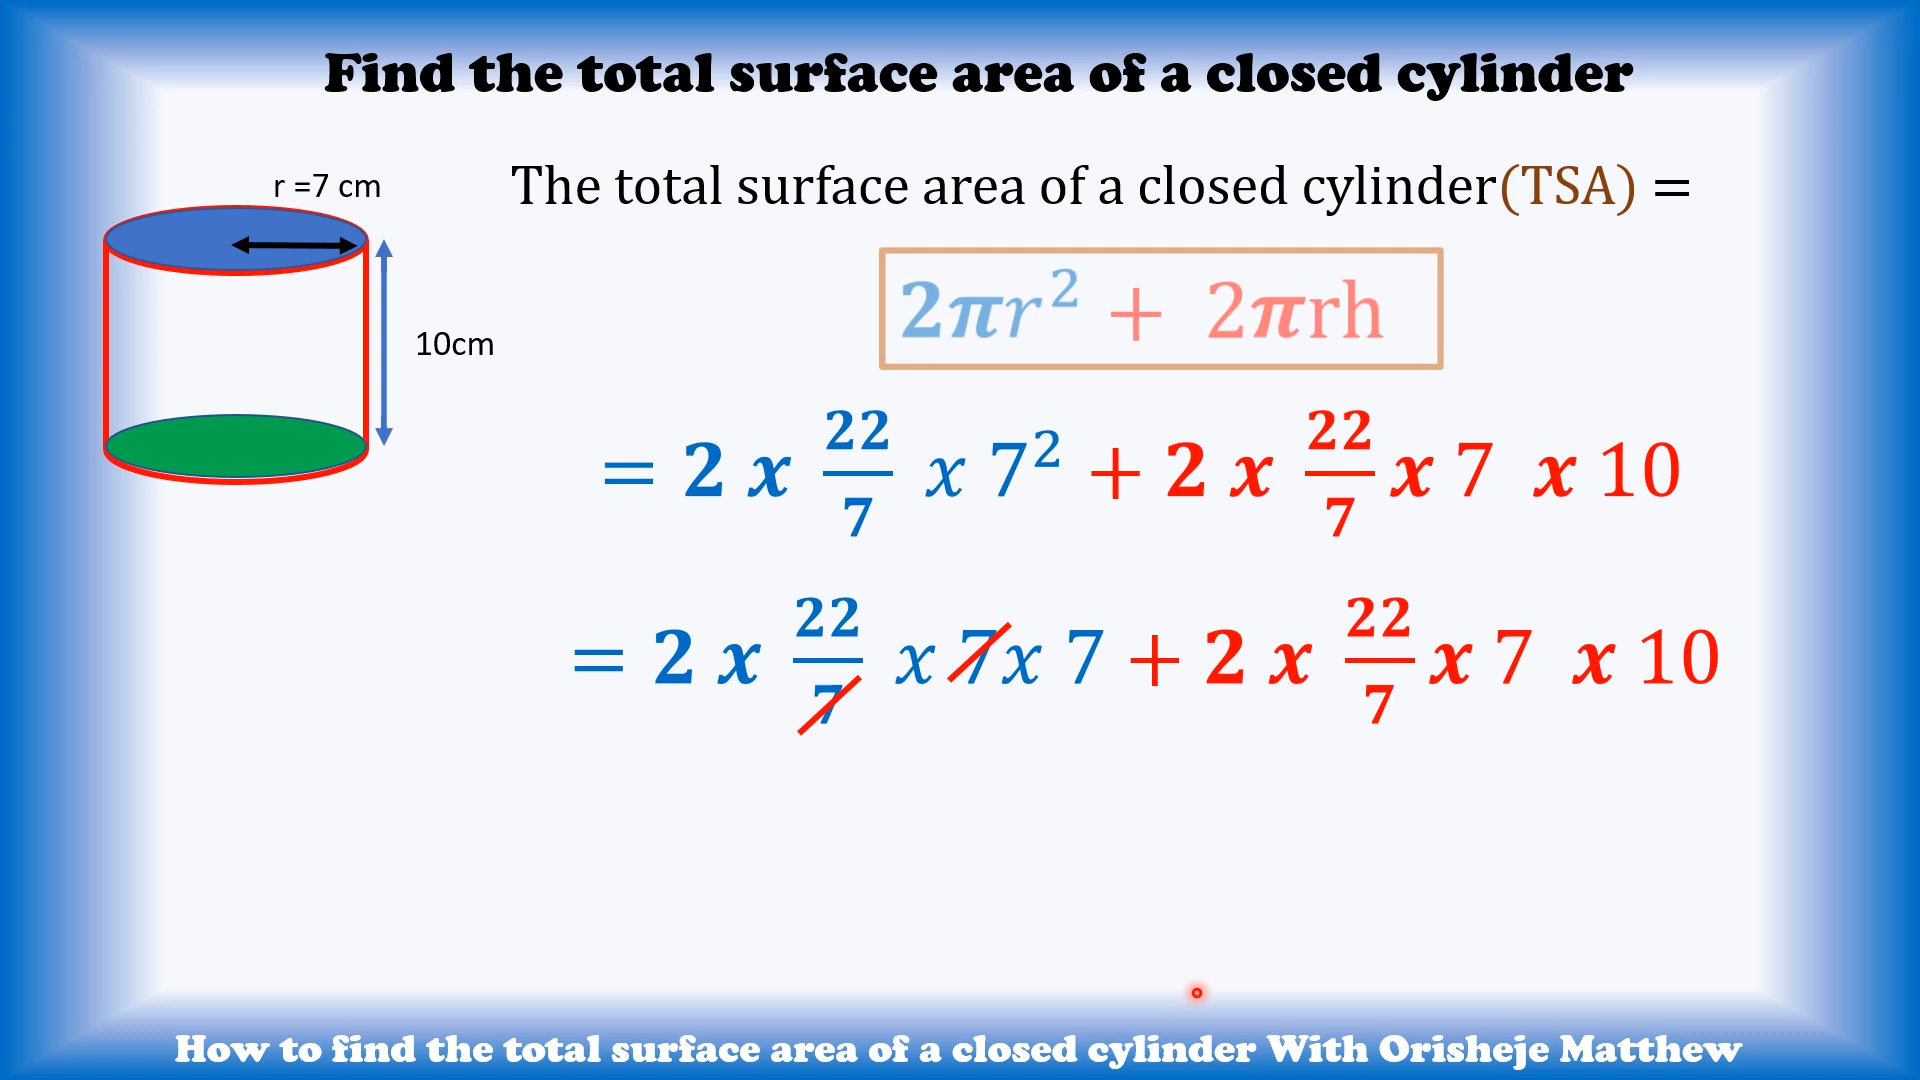 Find the total surface area of a closed cylinder
r =7 cm
The total surface area of a closed cylinder(TSA) =
2πr² + 2πrh
10cm
= 2 x 22/7 x 7² + 2 x 22/7 x 7 x 10
= 2 x 22/7 x 7 x 7 + 2 x 22/7 x 7 x 10
How to find the total surface area of a closed cylinder With Orisheje Matthew